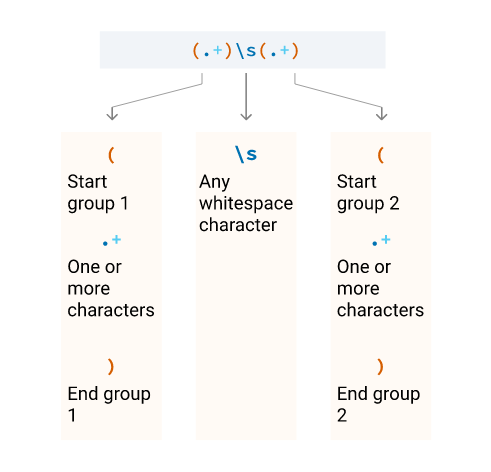 (.+)\s(.+)
(
Start
group 1
.+
One or
more
characters
)
End group
1
\s
Any
whitespace
character
(
Start
group 2
.+
One or
more
characters
)
End group
2